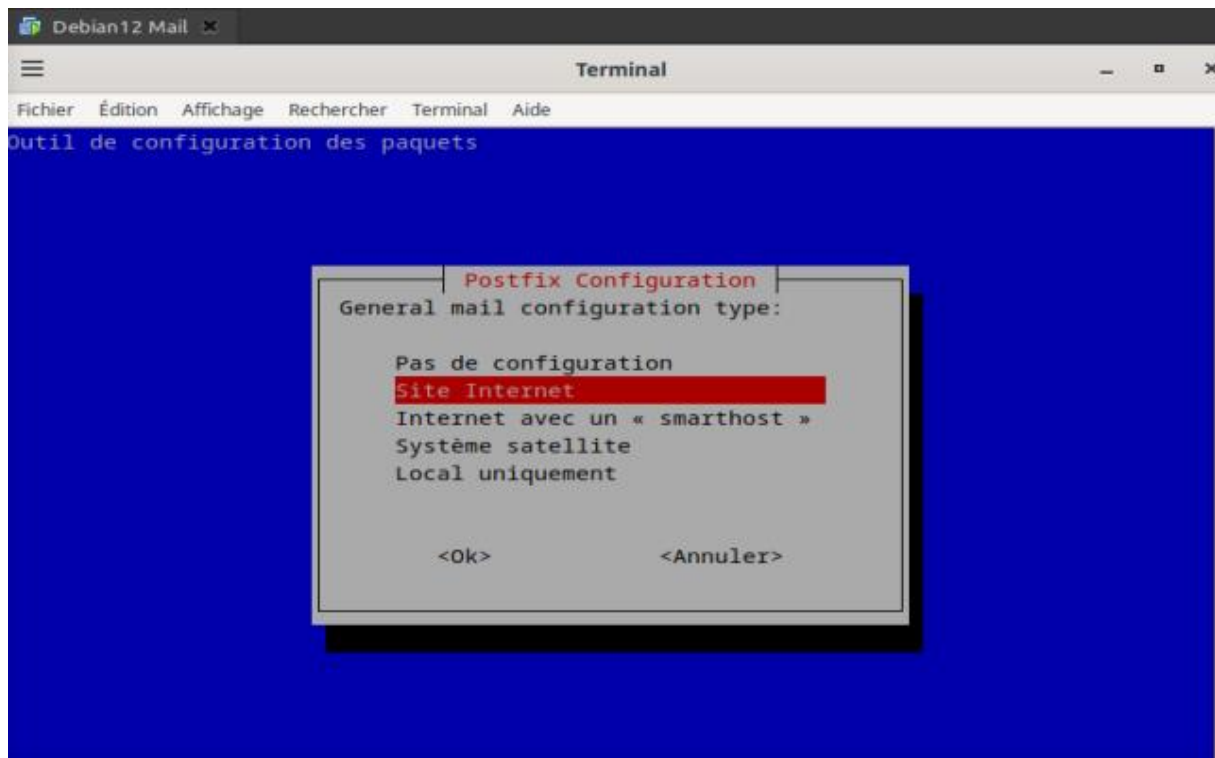 Debian12 Mail
Terminal
Fichier Édition Affichage Rechercher Terminal Aide
Outil de configuration des paquets
Postfix Configuration
General mail configuration type:
Pas de configuration
Site Internet
Internet avec un « smarthost »
Système satellite
Local uniquement
<Ok> <Annuler>